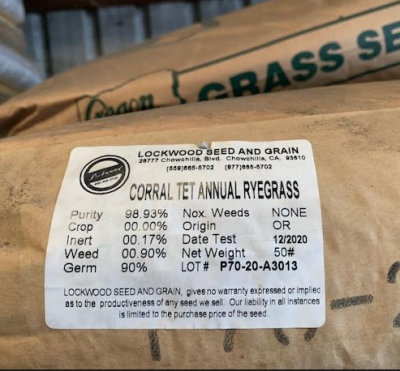 Oregon
GRASS SE
LOCKWOOD SEED AND GRAIN
26777 Chowchilla, Blvd. Chowchilla, CA. 93610
(559)665-5702 (877)665-5702
CORRAL TET ANNUAL RYEGRASS
Purity 98.93% Nox. Weeds NONE
Crop 00.00% Origin OR
Inert 00.17% Date Test 12/2020
Weed 00.90% Net Weight 50#
Germ 90% LOT # P70-20-A3013
LOCKWOOD SEED AND GRAIN, gives no warranty expressed or implied
as to the productiveness of any seed we sell. Our liability in all instances
is limited to the purchase price of the seed.